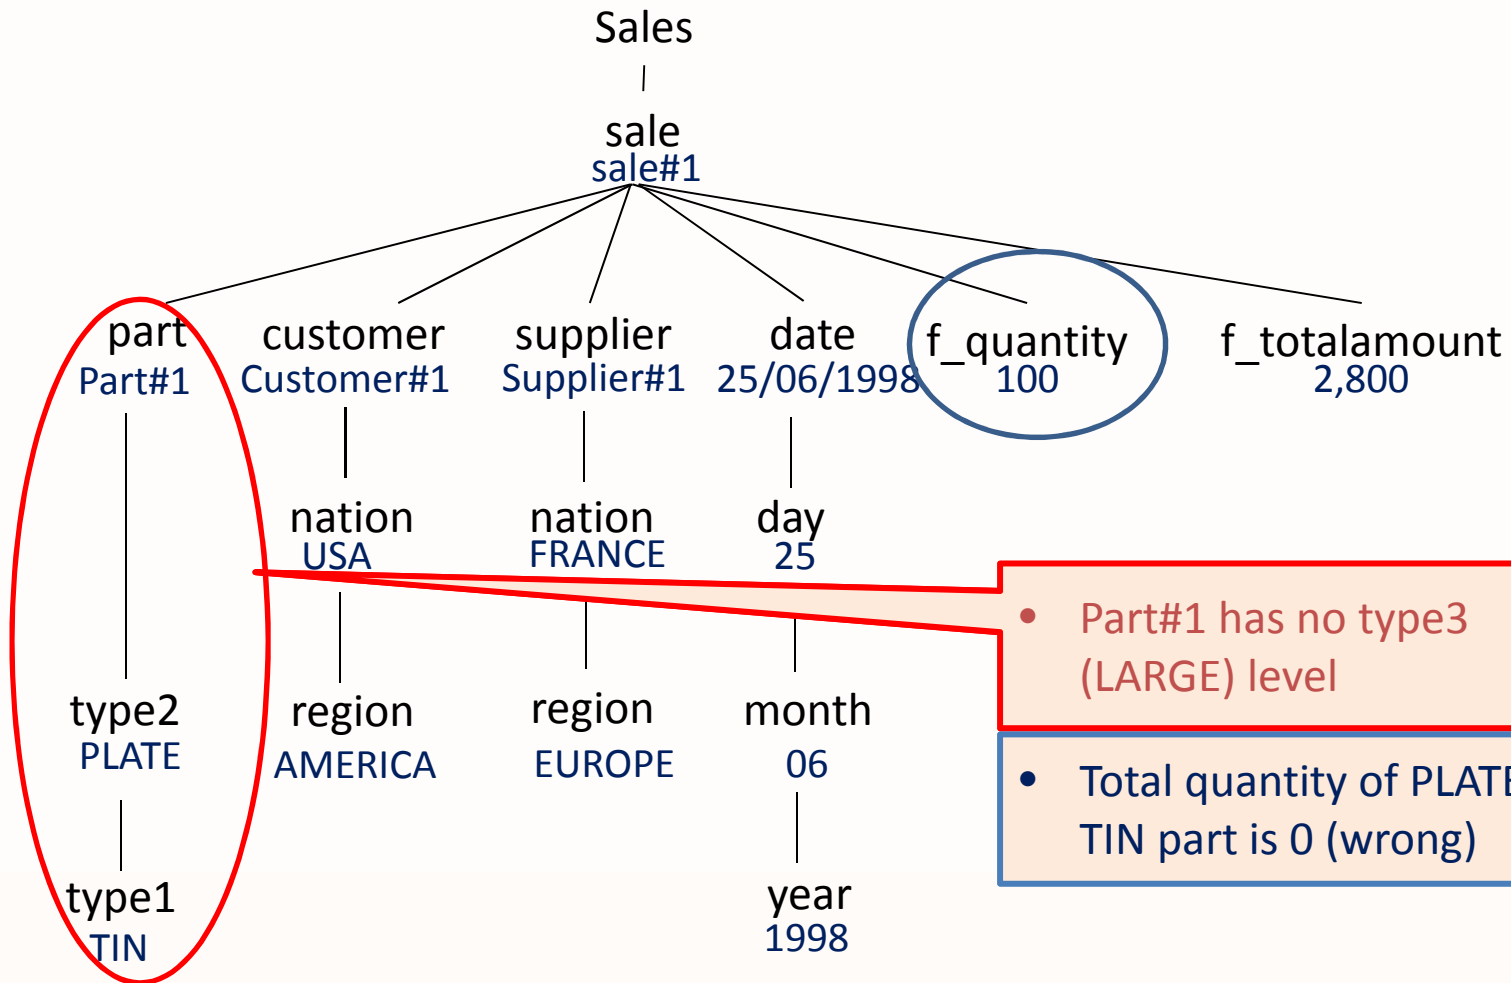 Sales
sale
sale#1
part customer supplier date f_quantity f_totalamount
Part#1 Customer#1 Supplier#1 25/06/1998 100 2,800
nation nation day
USA FRANCE 25
• Part#1 has no type3
(LARGE) level
type2 region region month
PLATE AMERICA EUROPE 06
• Total quantity of PLATE
TIN part is 0 (wrong)
type1 year
TIN 1998